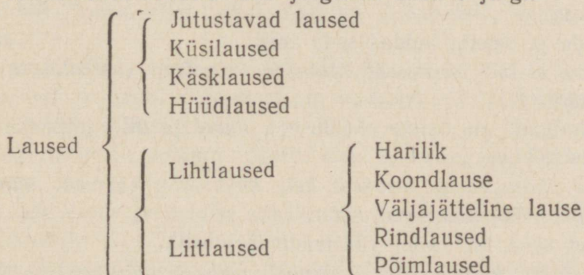 Jutustavad laused
Küsilaused
Käsklaused
Hüüdlaused
Laused
Lihtlaused
Liitlaused
Harilik
Koondlause
Väljajätteline lause
Rindlaused
Põimlaused